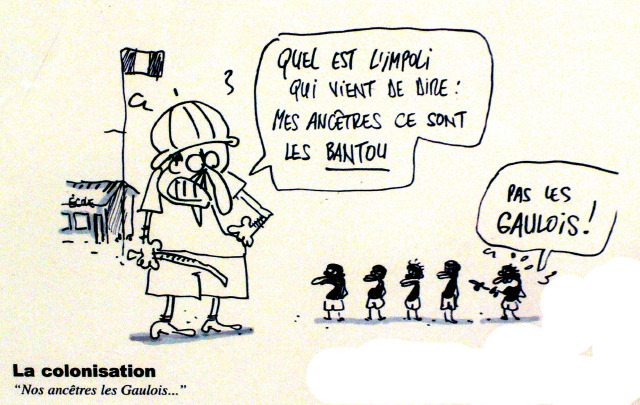 QUEL EST L'IMPOLI
QUI VIENT DE DIRE :
MES ANCÊTRES CE SONT
LES BANTOU
PAS LES
GAULOIS !
ÉCOLE
La colonisation
"Nos ancêtres les Gaulois..."